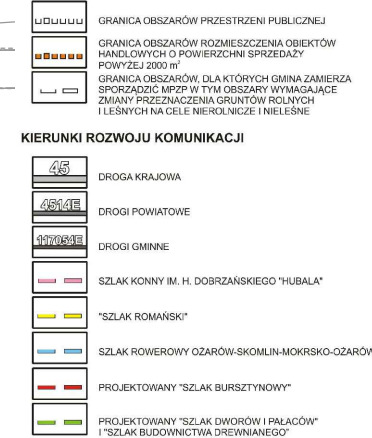 GRANICA OBSZARÓW PRZESTRZENI PUBLICZNEJ
GRANICA OBSZARÓW ROZMIESZCZENIA OBIEKTÓW
HANDLOWYCH O POWIERZCHNI SPRZEDAŻY
POWYŻEJ 2000 m²
GRANICA OBSZARÓW, DLA KTÓRYCH GMINA ZAMIERZA
SPORZĄDZIĆ MPZP W TYM OBSZARY WYMAGAJĄCE
ZMIANY PRZEZNACZENIA GRUNTÓW ROLNYCH
I LEŚNYCH NA CELE NIEROLNICZE I NIELEŚNE
KIERUNKI ROZWOJU KOMUNIKACJI
45
DROGA KRAJOWA
4514E
DROGI POWIATOWE
117054E
DROGI GMINNE
SZLAK KONNY IM. H. DOBRZAŃSKIEGO "HUBALA"
"SZLAK ROMAŃSKI"
SZLAK ROWEROWY OŻARÓW-SKOMLIN-MOKRSKO-OŻARÓW
PROJEKTOWANY "SZLAK BURSZTYNOWY"
PROJEKTOWANY "SZLAK DWORÓW I PAŁACÓW"
I "SZLAK BUDOWNICTWA DREWNIANEGO"